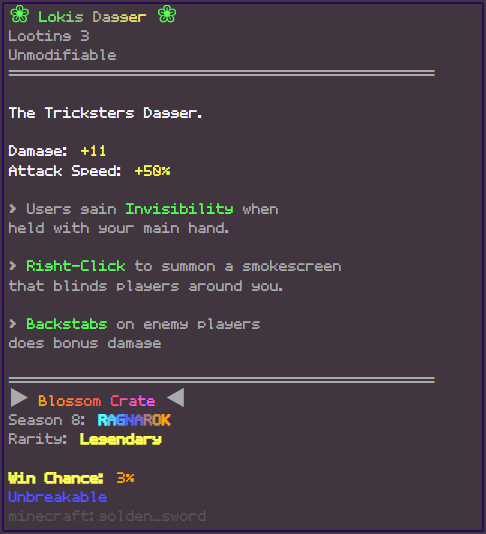 ❀ Lokis Dagger ❀
Looting 3
Unmodifiable
The Tricksters Dagger.
Damage: +11
Attack Speed: +50%
> Users gain Invisibility when
held with your main hand.
> Right-Click to summon a smokescreen
that blinds players around you.
> Backstabs on enemy players
does bonus damage
▶ Blossom Crate ◀
Season 8: RAGNAROK
Rarity: Legendary
Win Chance: 3%
Unbreakable
minecraft:golden_sword